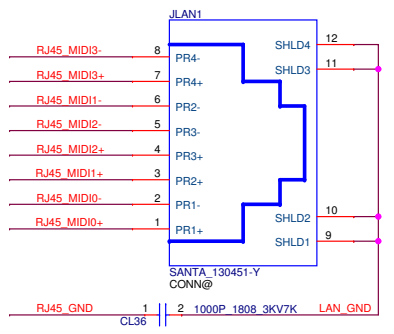 JLAN1
RJ45_MIDI3- 8 PR4- SHLD4 12
RJ45_MIDI3+ 7 PR4+ SHLD3 11
RJ45_MIDI1- 6 PR2-
RJ45_MIDI2- 5 PR3-
RJ45_MIDI2+ 4 PR3+
RJ45_MIDI1+ 3 PR2+
RJ45_MIDI0- 2 PR1- SHLD2 10
RJ45_MIDI0+ 1 PR1+ SHLD1 9
SANTA_130451-Y
CONN@
RJ45_GND 1 2 1000P_1808_3KV7K LAN_GND
CL36